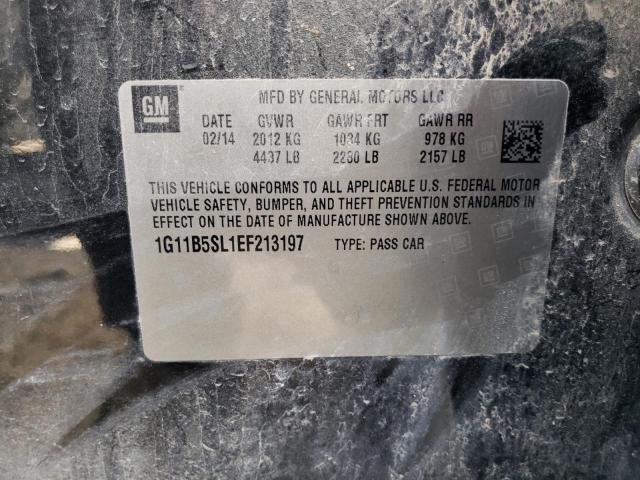 GM
MFD BY GENERAL MOTORS LLC
DATE GVWR GAWR FRT GAWR RR
02/14 2012 KG 1034 KG 978 KG
4437 LB 2280 LB 2157 LB
THIS VEHICLE CONFORMS TO ALL APPLICABLE U.S. FEDERAL MOTOR
VEHICLE SAFETY, BUMPER, AND THEFT PREVENTION STANDARDS IN
EFFECT ON THE DATE OF MANUFACTURE SHOWN ABOVE.
1G11B5SL1EF213197 TYPE: PASS CAR